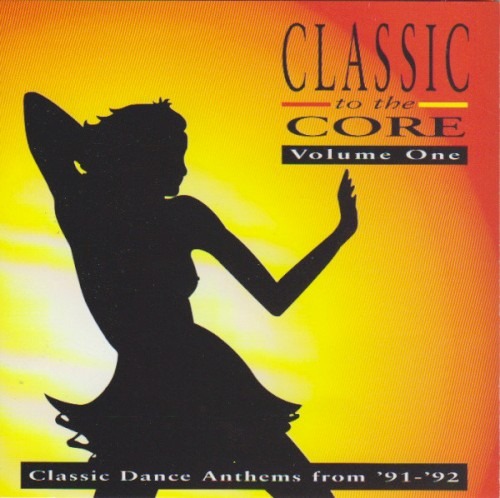 CLASSIC
to the
CORE
Volume One
Classic Dance Anthems from '91-'92